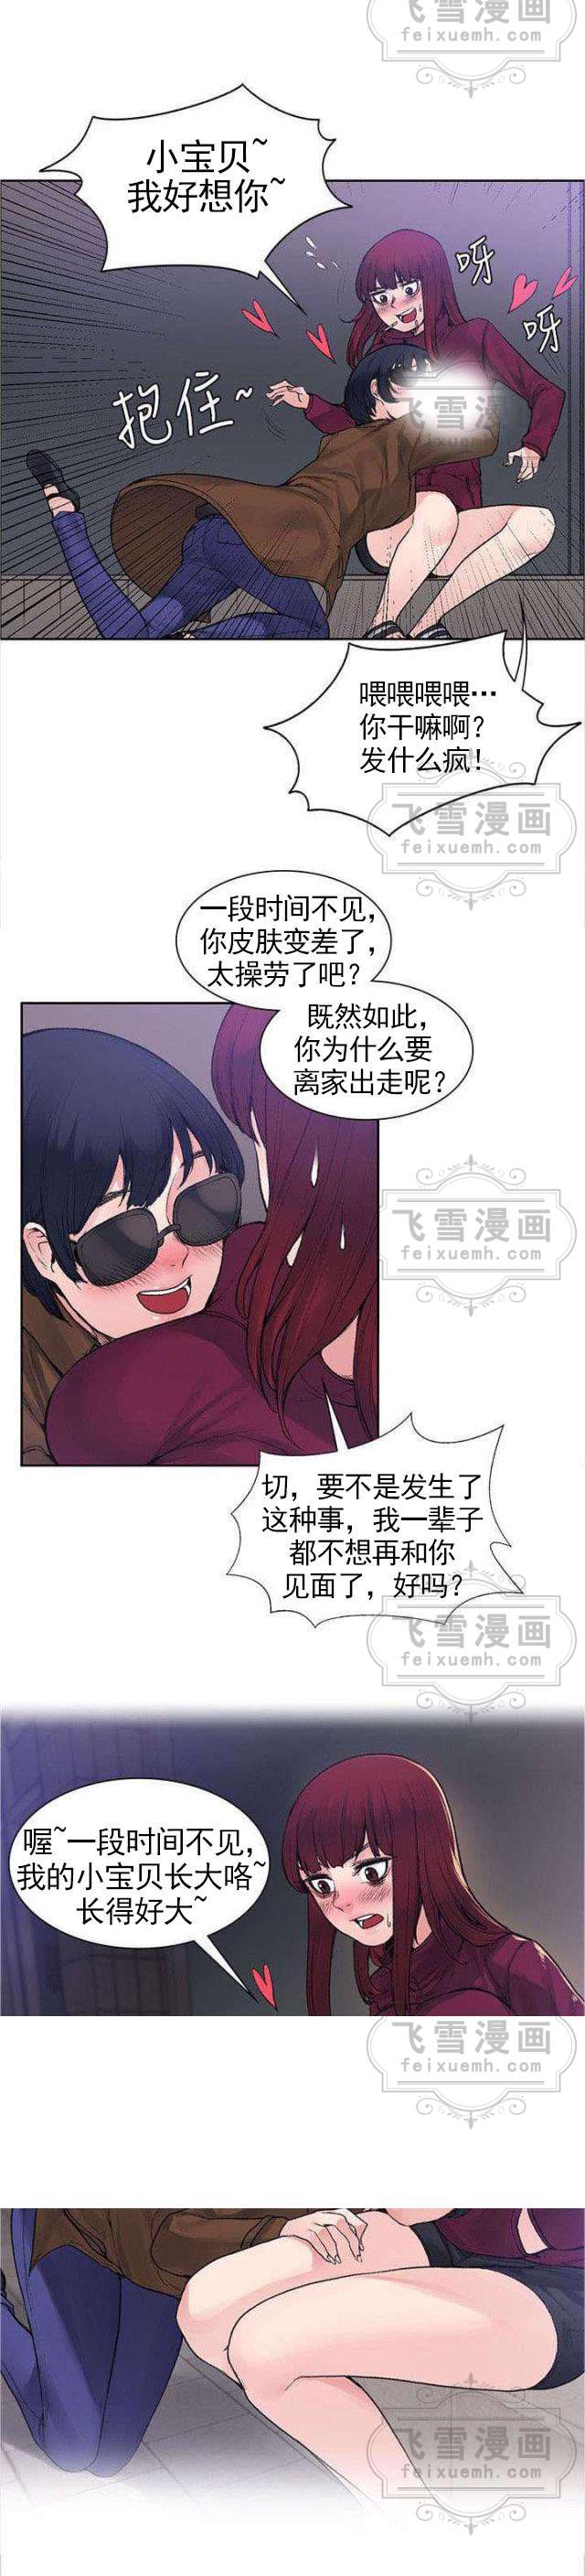 飞雪漫画
feixuemh.com
小宝贝~
我好想你~
呀
呀
抱住~
飞雪漫画
喂喂喂喂…
你干嘛啊？
发什么疯！
飞雪漫画
feixuemh.com
一段时间不见，
你皮肤变差了，
太操劳了吧？
既然如此，
你为什么要
离家出走呢？
飞雪漫画
feixuemh.com
切，要不是发生了
这种事，我一辈子
都不想再和你
见面了，好吗？
飞雪漫画
feixuemh.com
喔~一段时间不见，
我的小宝贝长大咯~
长得好大~
飞雪漫画
feixuemh.com
飞雪漫画
feixuemh.com